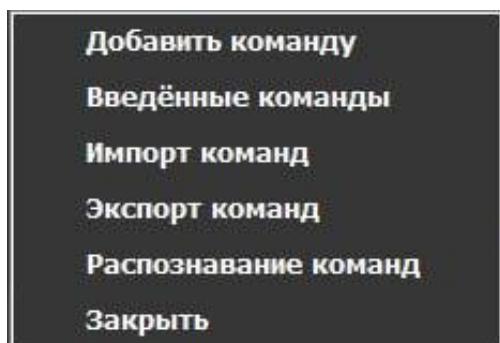 Добавить команду
Введённые команды
Импорт команд
Экспорт команд
Распознавание команд
Закрыть